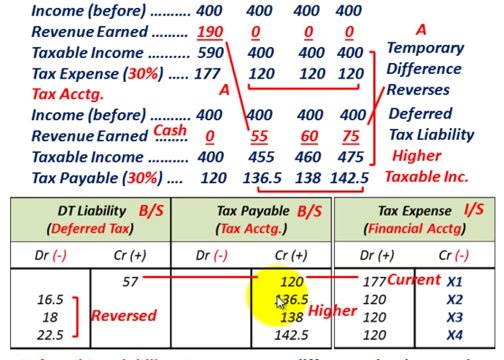 Income (before) .......... 400 400 400 400
Revenue Earned ......... 190 0 0 0 A
Taxable Income ......... 590 400 400 400 Temporary
Tax Expense (30%) ..... 177 120 120 120 Difference
Tax Acctg. A Reverses
Income (before) .......... 400 400 400 400 Deferred
Revenue Earned Cash ......... 0 55 60 75 Tax Liability
Taxable Income ......... 400 455 460 475 Higher
Tax Payable (30%) .... 120 136.5 138 142.5 Taxable Inc.
DT Liability B/S Tax Payable B/S Tax Expense I/S
(Deferred Tax) (Tax Acctg.) (Financial Acctg)
Dr (-) Cr (+) Dr (-) Cr (+) Dr (+) Cr (-)
57 120 177 Current X1
16.5 136.5 120 X2
18 Reversed 138 Higher 120 X3
22.5 142.5 120 X4